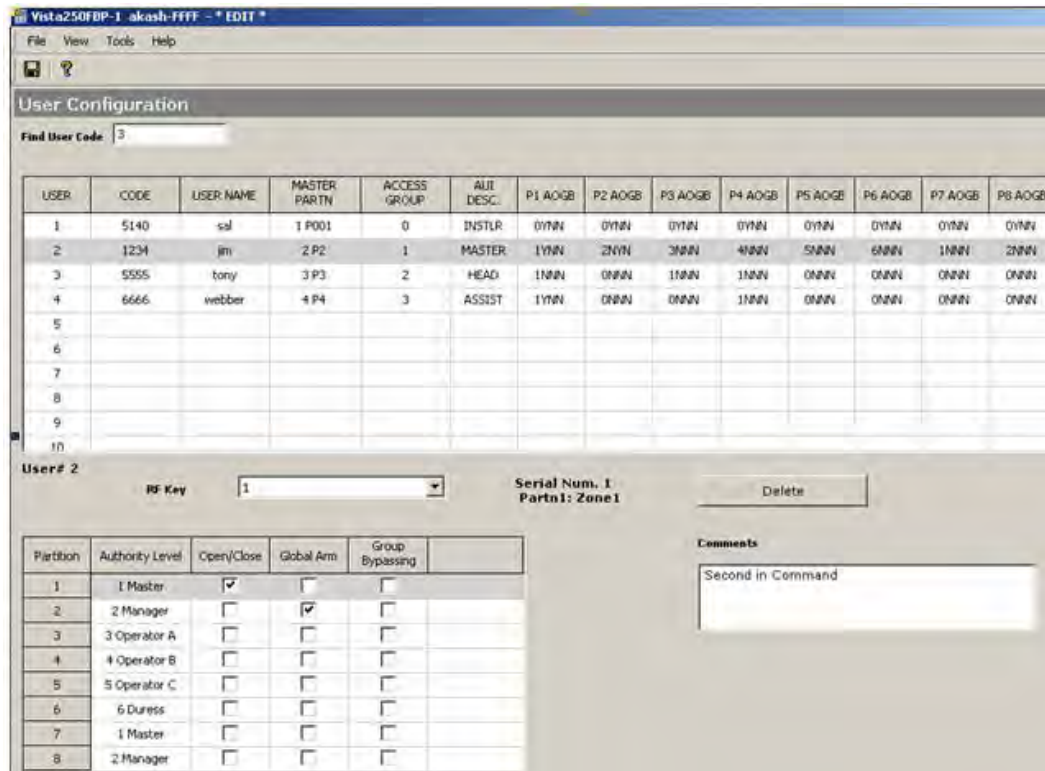 Vista250FBP-1 akash-FFFF - * EDIT *
File View Tools Help
User Configuration
Find User Code 3
USER CODE USER NAME MASTER PARTN ACCESS GROUP AUI DESC. P1 AOGB P2 AOGB P3 AOGB P4 AOGB P5 AOGB P6 AOGB P7 AOGB P8 AOGB
1 5140 sal 1 P001 0 INSTLR 0YNN 0YNN 0YNN 0YNN 0YNN 0YNN 0YNN 0YNN
2 1234 jim 2 P2 1 MASTER 1YNN 2NYN 3NNN 4NNN 5NNN 6NNN 1NNN 2NNN
3 5555 tony 3 P3 2 HEAD 1NNN 0NNN 1NNN 1NNN 0NNN 0NNN 0NNN 0NNN
4 6666 webber 4 P4 3 ASSIST 1YNN 0NNN 0NNN 1NNN 0NNN 0NNN 0NNN 0NNN
5
6
7
8
9
10
User# 2
RF Key 1 Serial Num. 1 Delete
Partn1: Zone1
Partition Authority Level Open/Close Global Arm Group Bypassing
1 1 Master
2 2 Manager
3 3 Operator A
4 4 Operator B
5 5 Operator C
6 6 Duress
7 1 Master
8 2 Manager
Comments
Second in Command